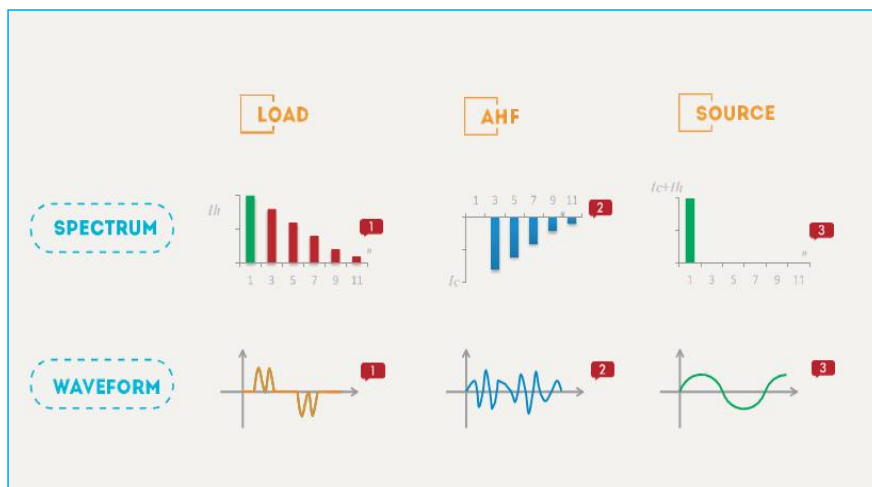 LOAD
AHF
SOURCE
SPECTRUM
Ih
1
n
1 3 5 7 9 11
1 3 5 7 9 11
2
n
Ic
Ic+Ih
3
n
1 3 5 7 9 11
WAVEFORM
1
2
3